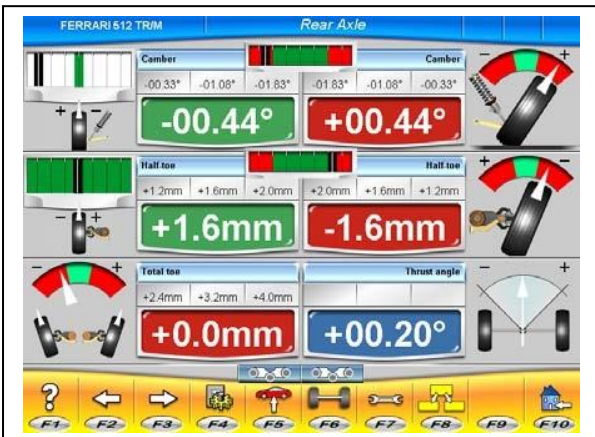 FERRARI 512 TR/M Rear Axle
Camber Camber
-00.33° -01.08° -01.83° -01.83° -01.08° -00.33°
+ - -00.44° +00.44° - +
Half-toe Half-toe
+1.2mm +1.6mm +2.0mm +2.0mm +1.6mm +1.2mm
- + +1.6mm -1.6mm + -
Total toe Thrust angle
- + +2.4mm +3.2mm +4.0mm - +
+0.0mm +00.20°
?
F1 F2 F3 F4 F5 F6 F7 F8 F9 F10